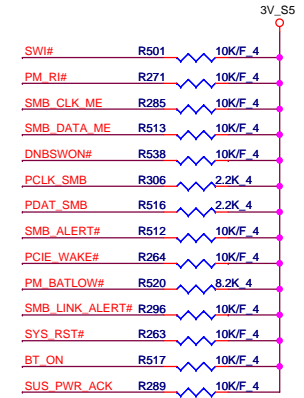 3V_S5
SWI# R501 10K/F_4
PM_RI# R271 10K/F_4
SMB_CLK_ME R285 10K/F_4
SMB_DATA_ME R513 10K/F_4
DNBSWON# R538 10K/F_4
PCLK_SMB R306 2.2K_4
PDAT_SMB R516 2.2K_4
SMB_ALERT# R512 10K/F_4
PCIE_WAKE# R264 10K/F_4
PM_BATLOW# R520 8.2K_4
SMB_LINK_ALERT# R296 10K/F_4
SYS_RST# R263 10K/F_4
BT_ON R517 10K/F_4
SUS_PWR_ACK R289 10K/F_4